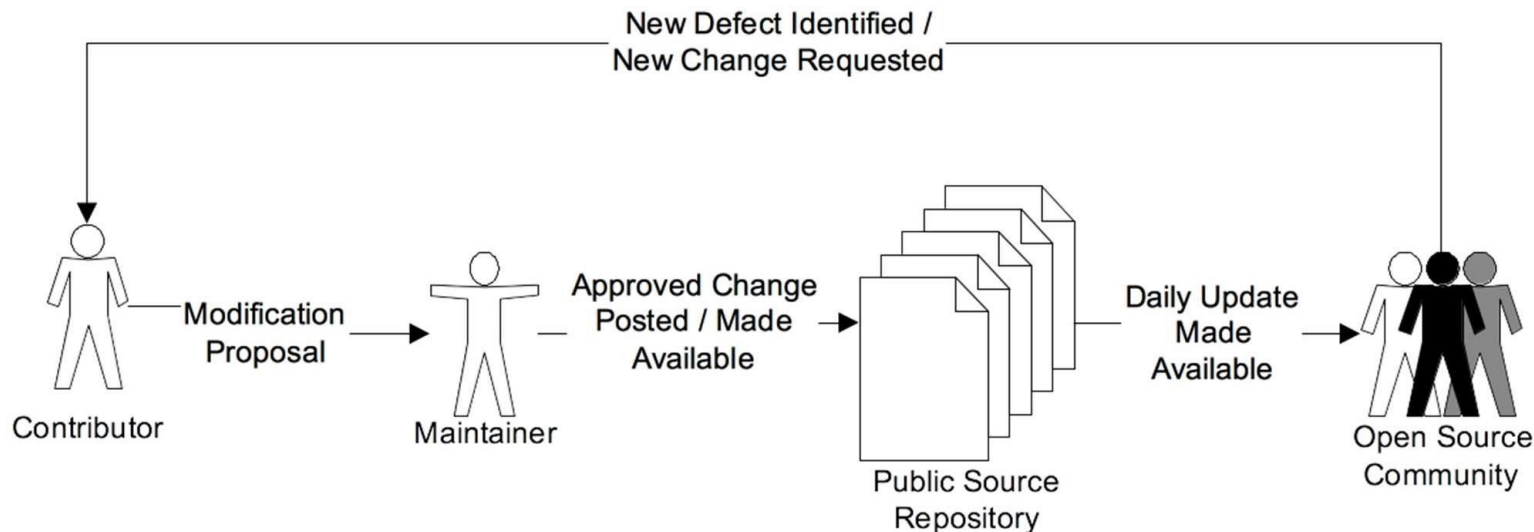 New Defect Identified /
New Change Requested
Modification
Proposal
Approved Change
Posted / Made
Available
Daily Update
Made
Available
Contributor
Maintainer
Public Source
Repository
Open Source
Community